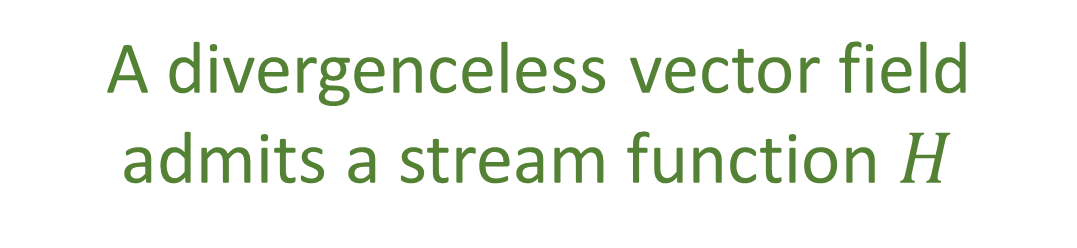 A divergenceless vector field
admits a stream function 𝐻